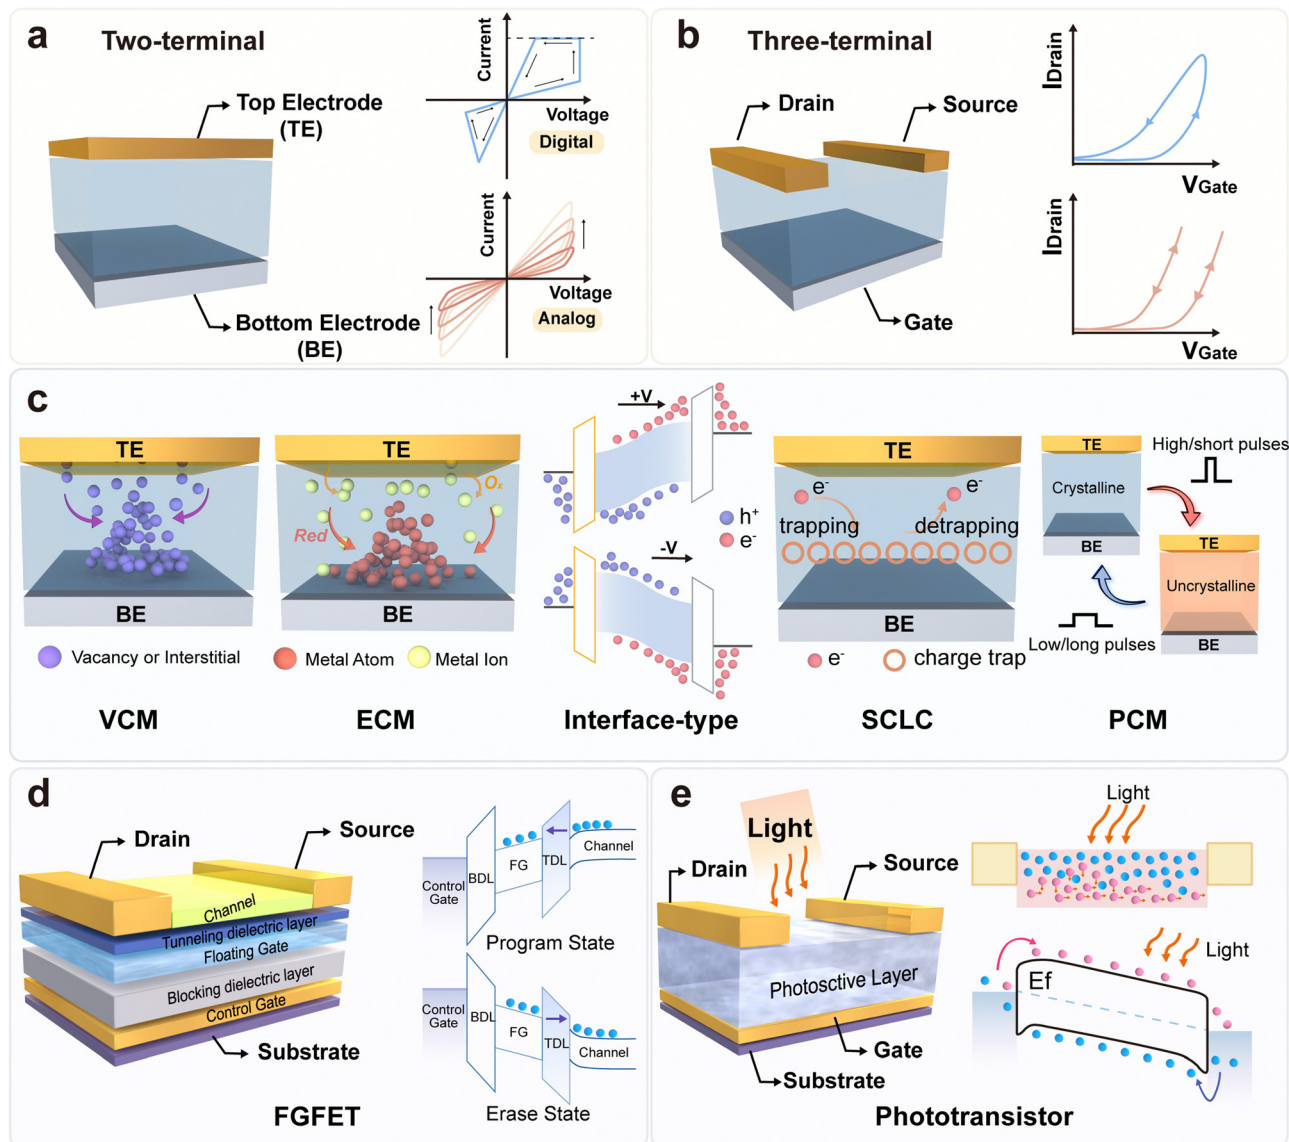 a Two-terminal
Top Electrode
(TE)
Bottom Electrode
(BE)
Current
Voltage
Digital
Current
Voltage
Analog
b Three-terminal
Drain
Source
Gate
IDrain
VGate
IDrain
VGate
c
TE
BE
Vacancy or Interstitial
VCM
TE
Ox
Red
BE
Metal Atom
Metal Ion
ECM
+V
h+
e-
-V
Interface-type
TE
e-
e-
trapping
detrapping
BE
e-
charge trap
SCLC
TE
High/short pulses
Crystalline
BE
TE
Uncrystalline
Low/long pulses
BE
PCM
d
Drain
Source
Channel
Tunneling dielectric layer
Floating Gate
Blocking dielectric layer
Control Gate
Substrate
Control
Gate
BDL
FG
TDL
Channel
Program State
Control
Gate
BDL
FG
TDL
Channel
Erase State
FGFET
e
Light
Drain
Source
Photosctive Layer
Gate
Substrate
Light
Light
Ef
Phototransistor